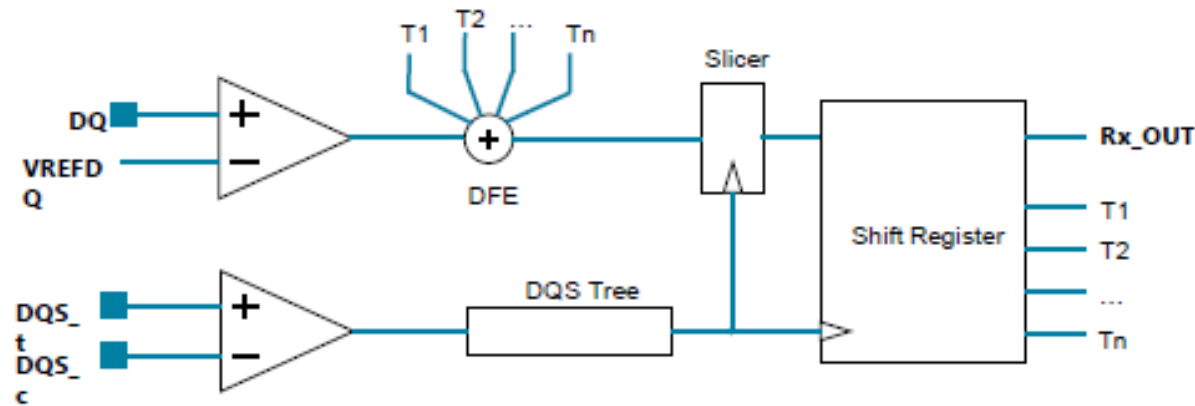 T1
T2
...
Tn
Slicer
DQ
+
−
VREFD
Q
+
DFE
Rx_OUT
T1
Shift Register
T2
...
Tn
DQS Tree
DQS_
t
+
−
DQS_
c